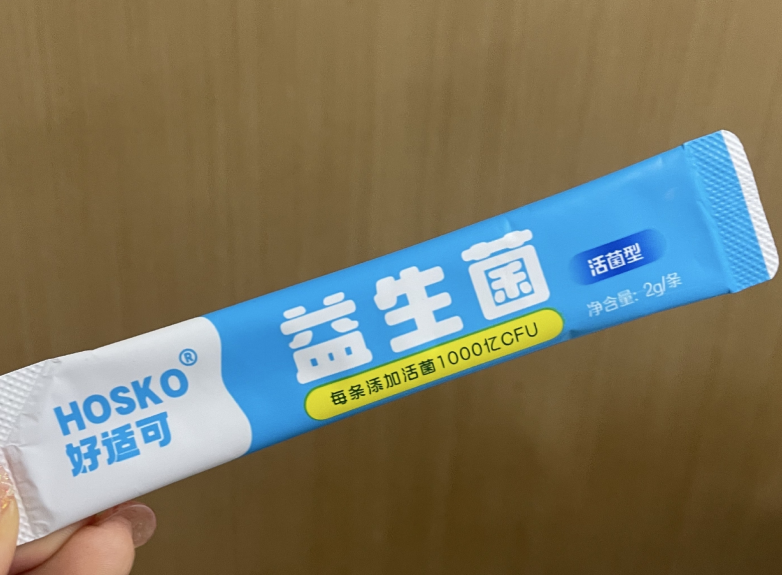 HOSKO®
好适可
益生菌
每条添加活菌1000亿CFU
活菌型
净含量: 2g/条